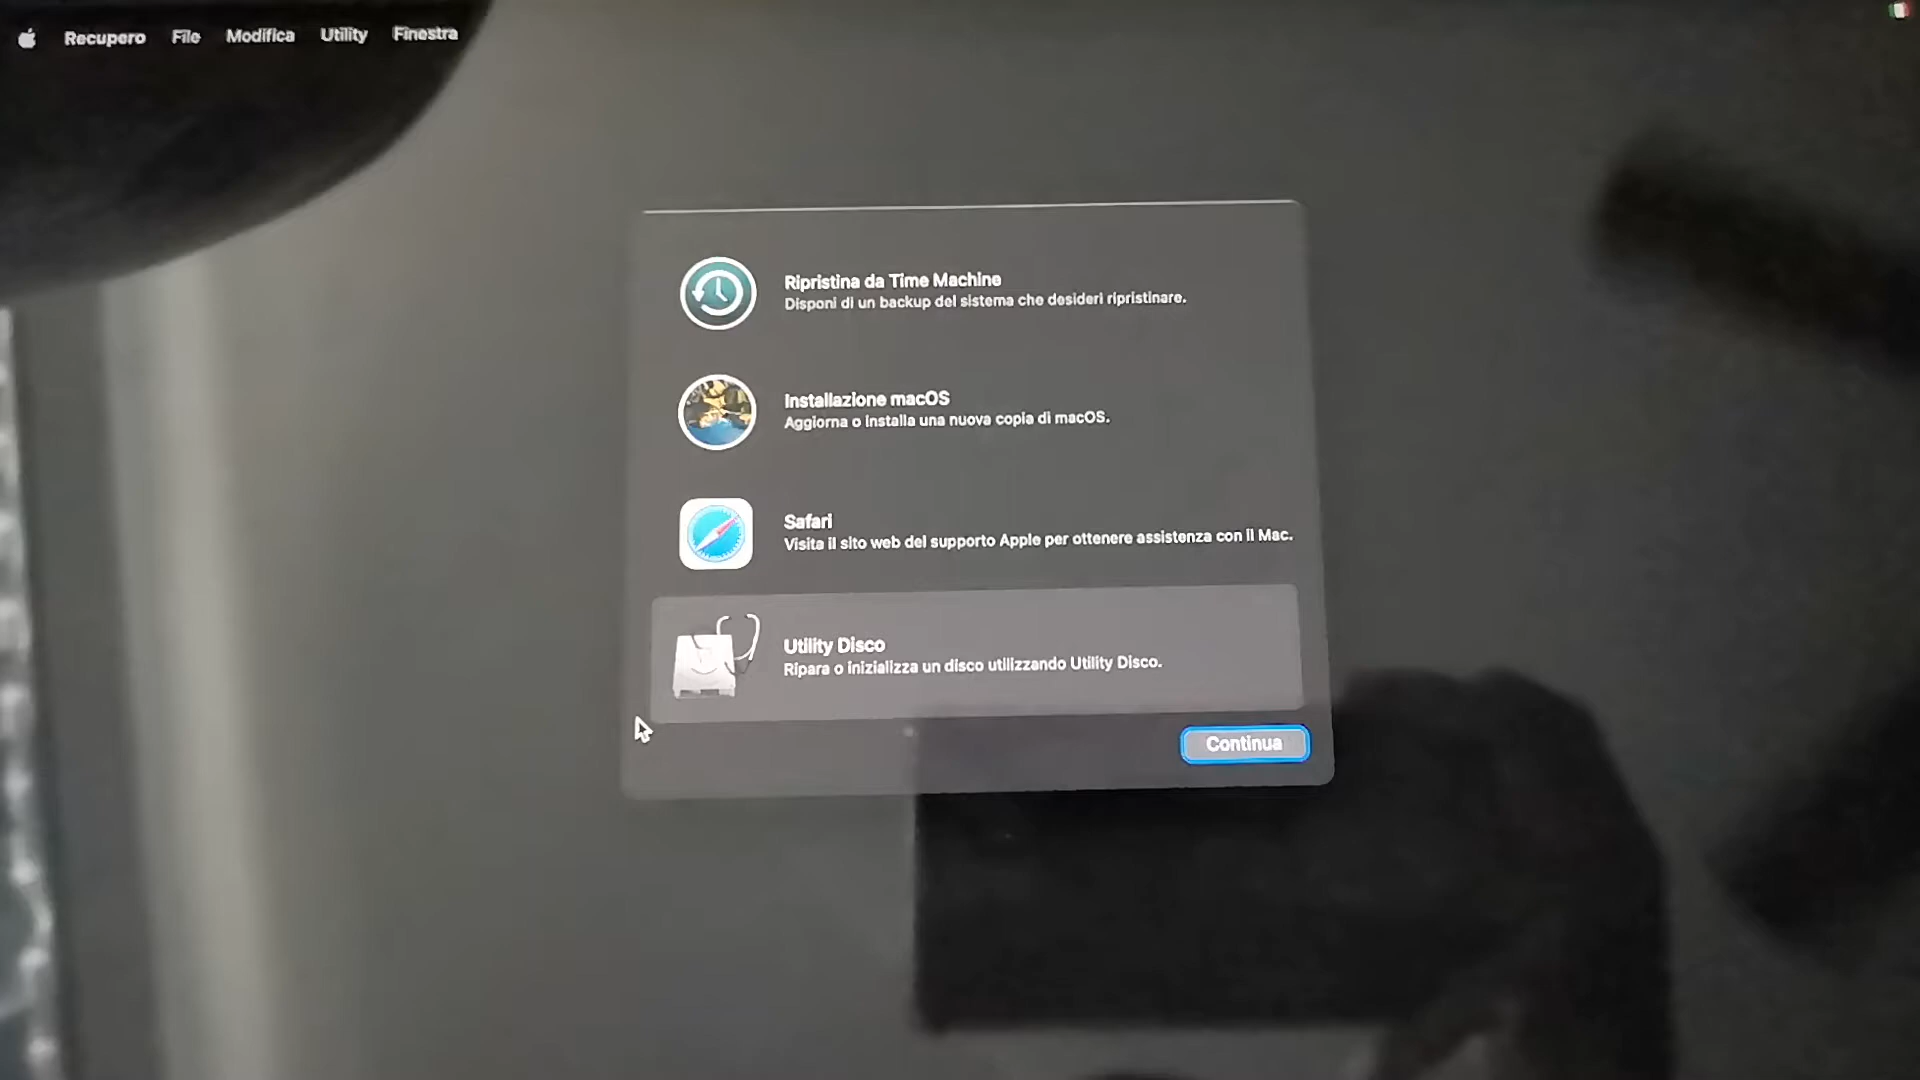 Recupero File Modifica Utility Finestra
Ripristina da Time Machine
Disponi di un backup del sistema che desideri ripristinare.
Installazione macOS
Aggiorna o installa una nuova copia di macOS.
Safari
Visita il sito web del supporto Apple per ottenere assistenza con il Mac.
Utility Disco
Ripara o inizializza un disco utilizzando Utility Disco.
Continua